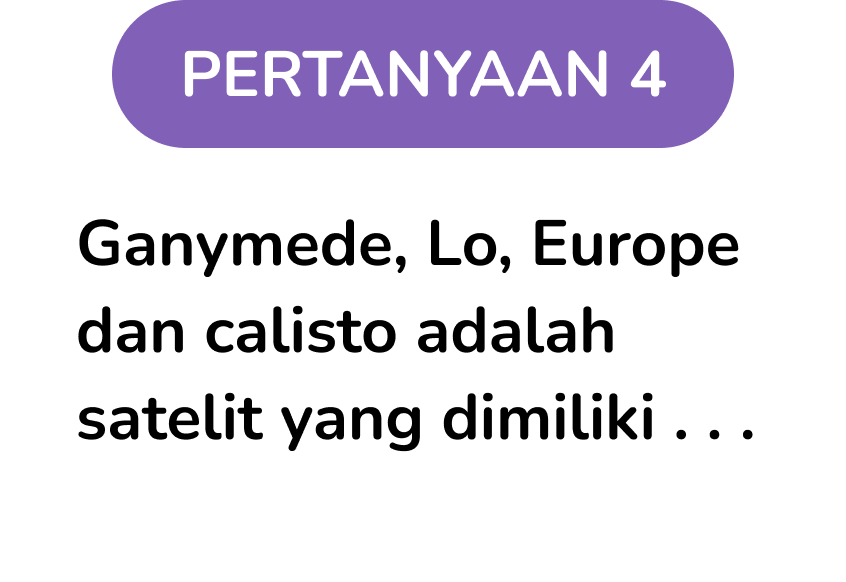 PERTANYAAN 4
Ganymede, Lo, Europe
dan calisto adalah
satelit yang dimiliki . . .